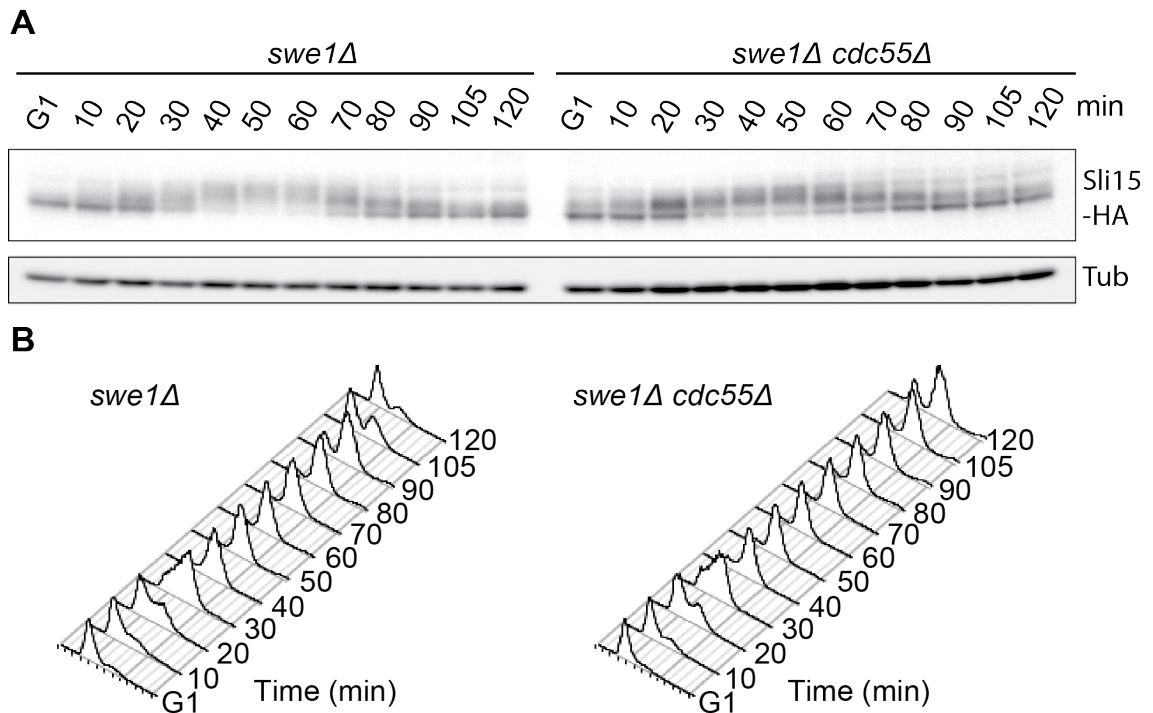 A
swe1Δ swe1Δ cdc55Δ
G1 10 20 30 40 50 60 70 80 90 105 120 G1 10 20 30 40 50 60 70 80 90 105 120 min
Sli15
-HA
Tub
B
swe1Δ swe1Δ cdc55Δ
120 120
105 105
90 90
80 80
70 70
60 60
50 50
40 40
30 30
20 20
10 10
G1 Time (min) G1 Time (min)